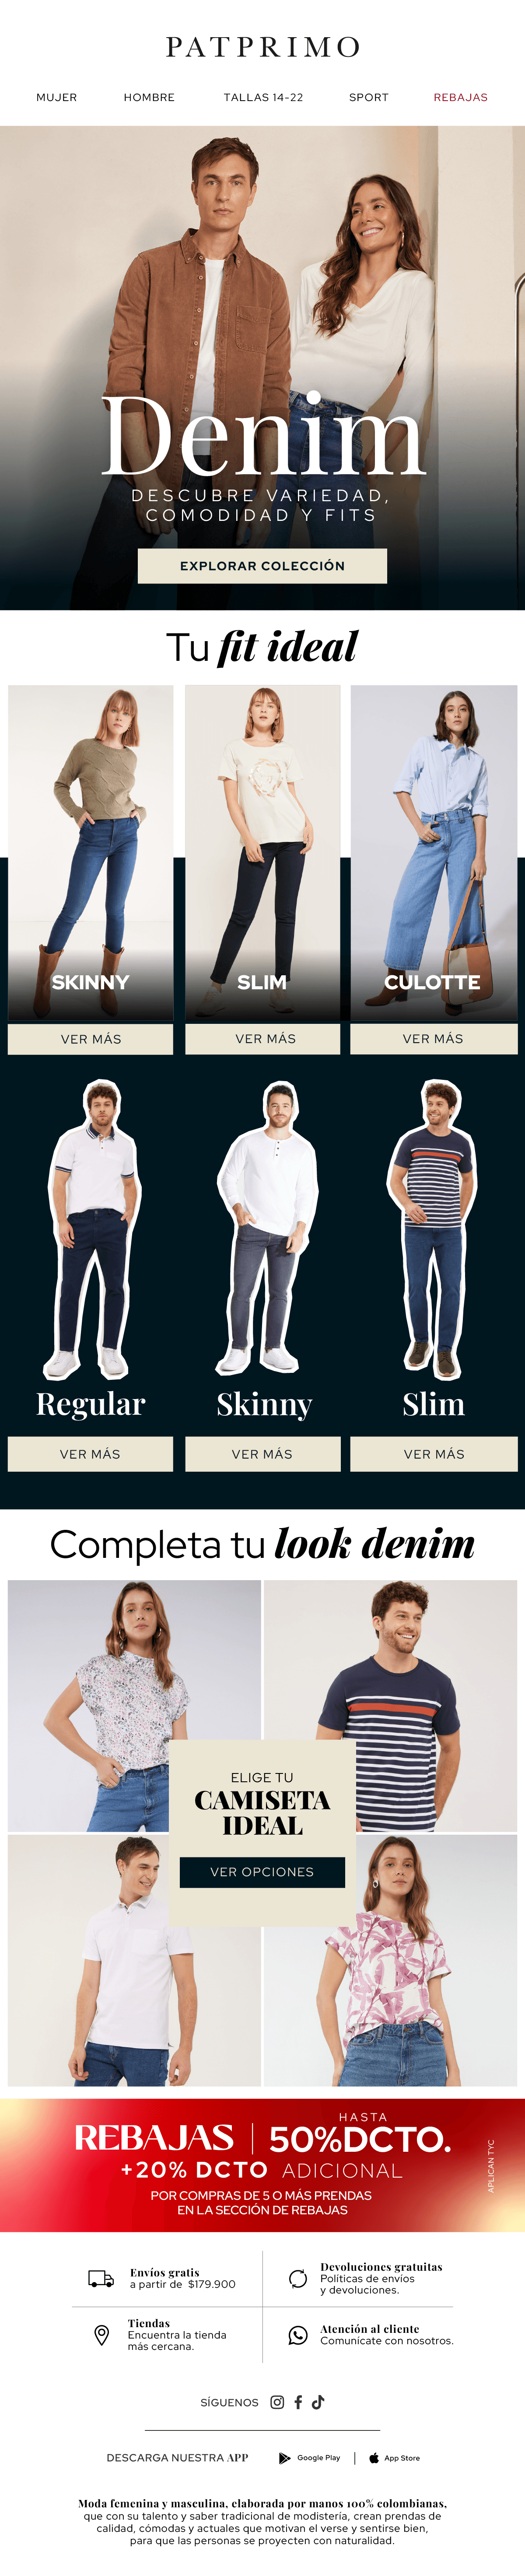 PATPRIMO
MUJER HOMBRE TALLAS 14-22 SPORT REBAJAS
Denim
DESCUBRE VARIEDAD,
COMODIDAD Y FITS
EXPLORAR COLECCIÓN
Tu fit ideal
SKINNY SLIM CULOTTE
VER MÁS VER MÁS VER MÁS
Regular Skinny Slim
VER MÁS VER MÁS VER MÁS
Completa tu look denim
ELIGE TU
CAMISETA
IDEAL
VER OPCIONES
REBAJAS
HASTA
50%DCTO.
+20% DCTO ADICIONAL
POR COMPRAS DE 5 O MÁS PRENDAS
EN LA SECCIÓN DE REBAJAS
APLICAN TYC
Envíos gratis
a partir de $179.900
Devoluciones gratuitas
Políticas de envíos
y devoluciones.
Tiendas
Encuentra la tienda
más cercana.
Atención al cliente
Comunícate con nosotros.
SÍGUENOS
DESCARGA NUESTRA APP
Google Play
App Store
Moda femenina y masculina, elaborada por manos 100% colombianas,
que con su talento y saber tradicional de modistería, crean prendas de
calidad, cómodas y actuales que motivan el verse y sentirse bien,
para que las personas se proyecten con naturalidad.